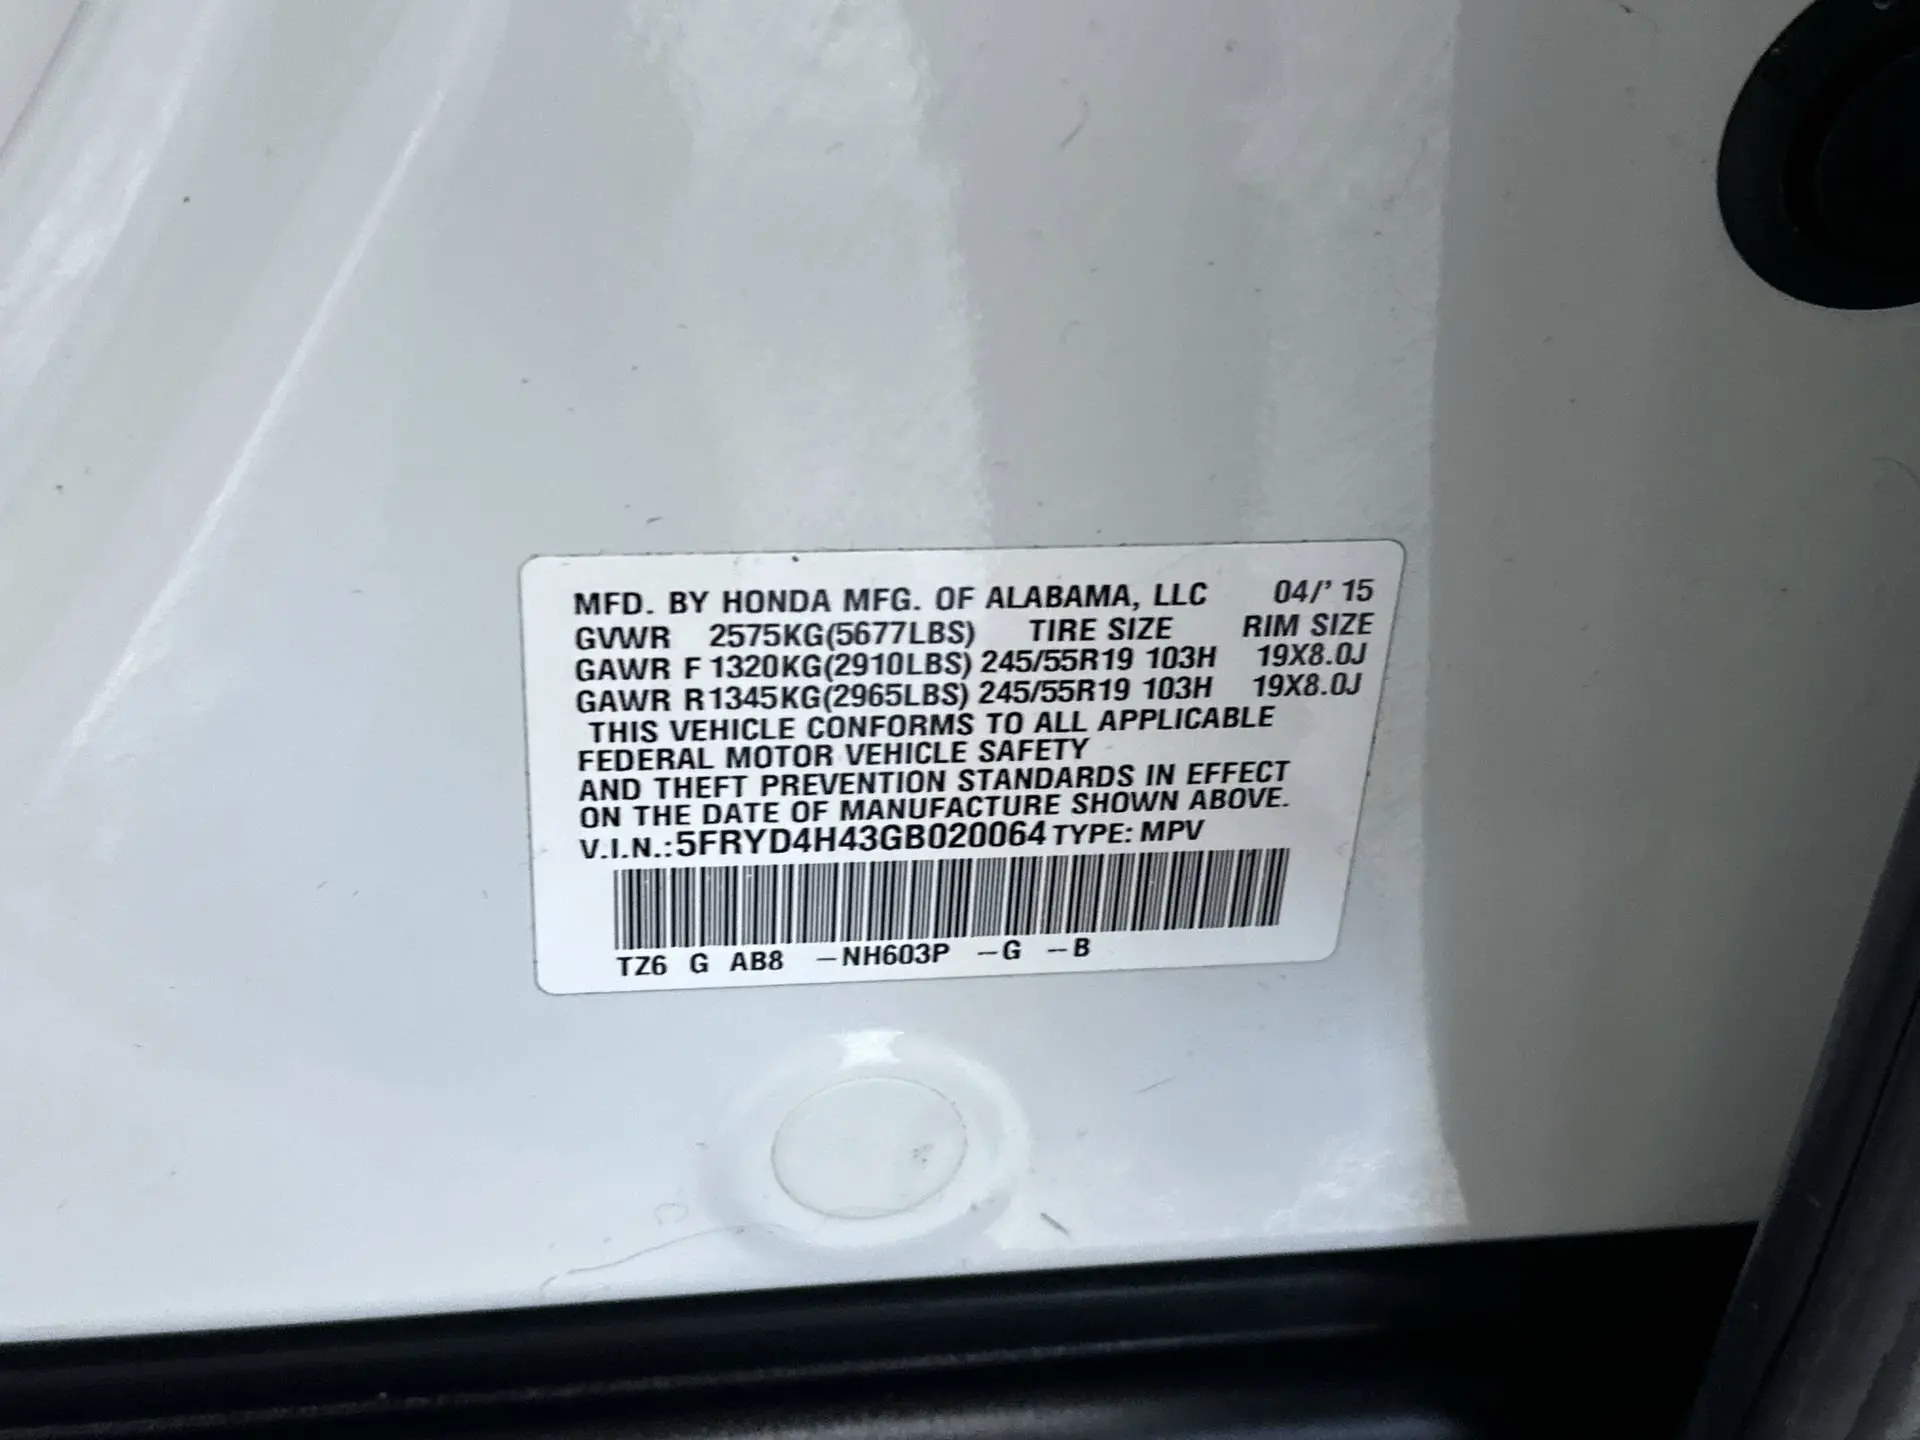 MFD. BY HONDA MFG. OF ALABAMA, LLC 04/' 15
GVWR 2575KG(5677LBS) TIRE SIZE RIM SIZE
GAWR F 1320KG(2910LBS) 245/55R19 103H 19X8.0J
GAWR R 1345KG(2965LBS) 245/55R19 103H 19X8.0J
THIS VEHICLE CONFORMS TO ALL APPLICABLE
FEDERAL MOTOR VEHICLE SAFETY
AND THEFT PREVENTION STANDARDS IN EFFECT
ON THE DATE OF MANUFACTURE SHOWN ABOVE.
V.I.N.: 5FRYD4H43GB020064 TYPE: MPV
TZ6 G AB8 –NH603P –G –B